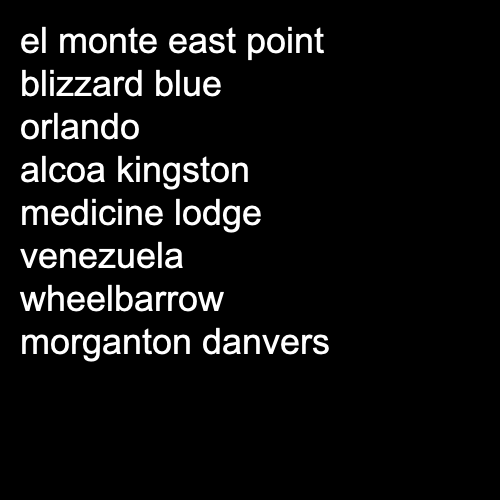 el monte east point
blizzard blue
orlando
alcoa kingston
medicine lodge
venezuela
wheelbarrow
morganton danvers